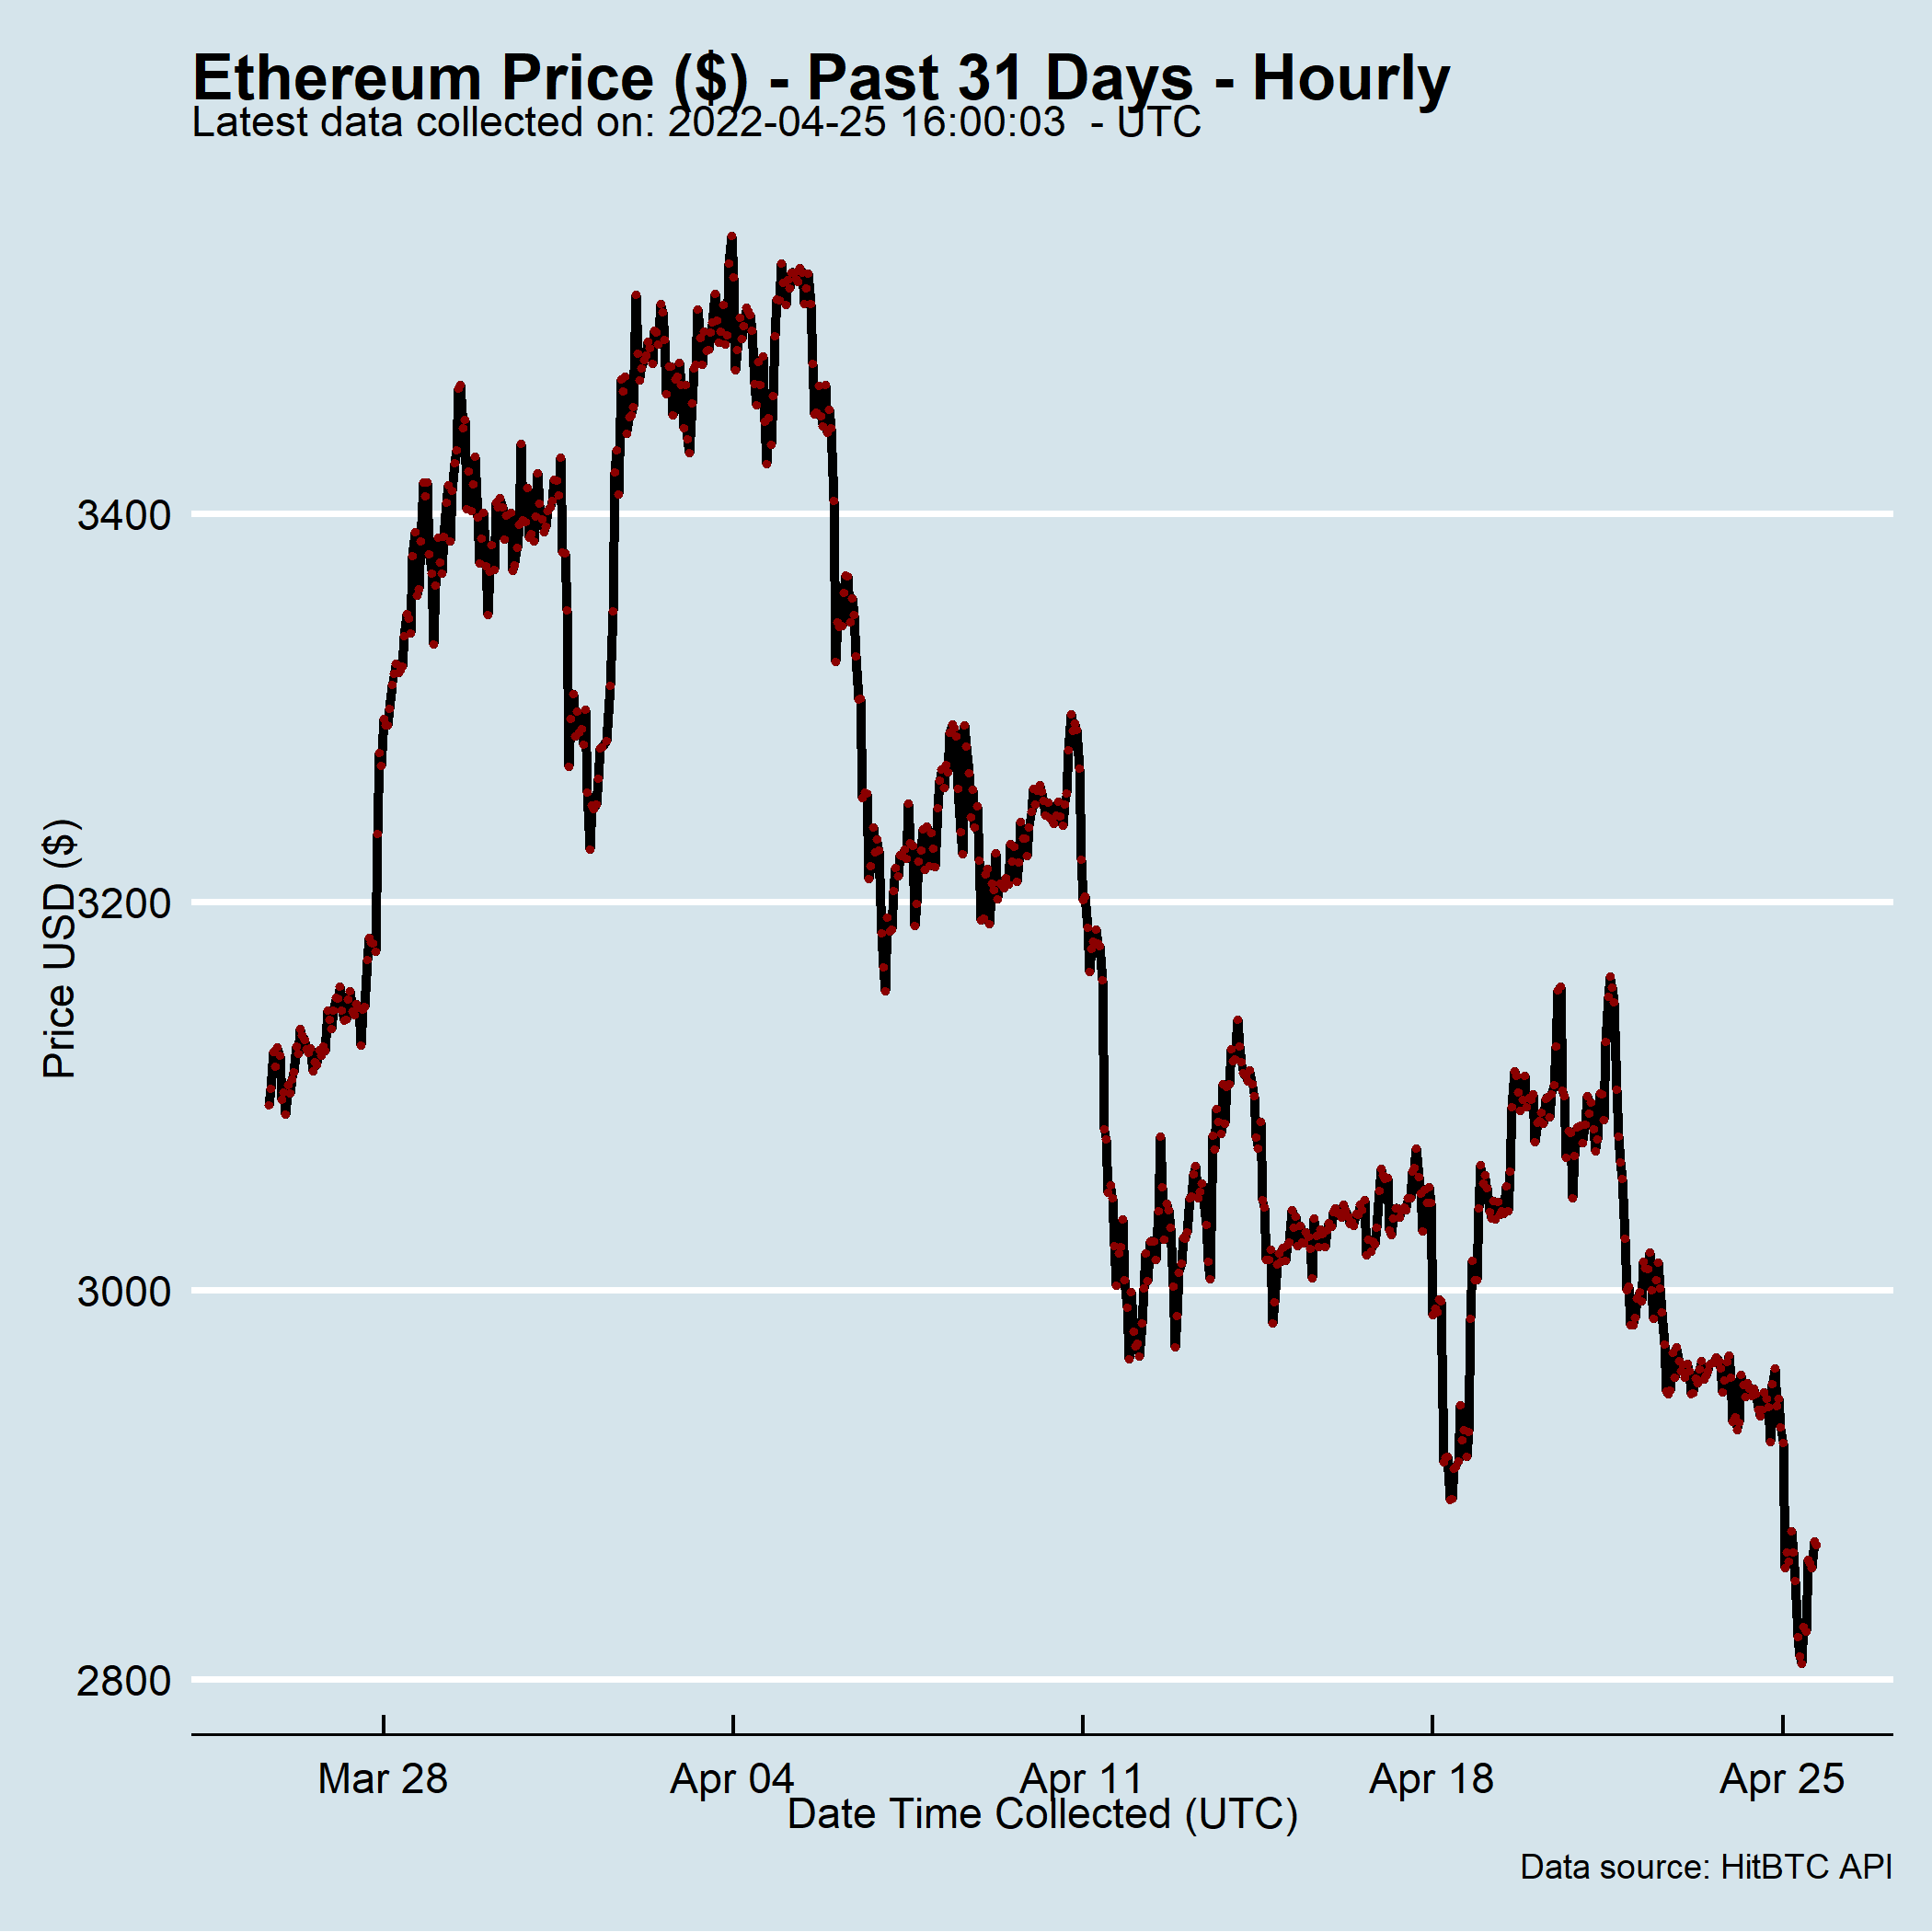 Ethereum Price ($) - Past 31 Days - Hourly
Latest data collected on: 2022-04-25 16:00:03  - UTC
Price USD ($)
3400
3200
3000
2800
Mar 28
Apr 04
Apr 11
Apr 18
Apr 25
Date Time Collected (UTC)
Data source: HitBTC API